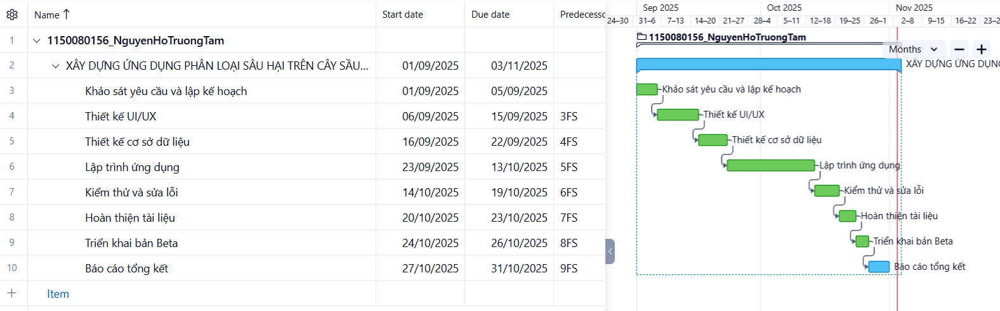 Name ↑ Start date Due date Predecesso
Sep 2025 Oct 2025 Nov 2025
24–30 31–6 7–13 14–20 21–27 28–4 5–11 12–18 19–25 26–1 2–8 9–15 16–22 23–2
1 1150080156_NguyenHoTruongTam
2 XÂY DỰNG ỨNG DỤNG PHÂN LOẠI SÂU HẠI TRÊN CÂY SẦU... 01/09/2025 03/11/2025
3 Khảo sát yêu cầu và lập kế hoạch 01/09/2025 05/09/2025
4 Thiết kế UI/UX 06/09/2025 15/09/2025 3FS
5 Thiết kế cơ sở dữ liệu 16/09/2025 22/09/2025 4FS
6 Lập trình ứng dụng 23/09/2025 13/10/2025 5FS
7 Kiểm thử và sửa lỗi 14/10/2025 19/10/2025 6FS
8 Hoàn thiện tài liệu 20/10/2025 23/10/2025 7FS
9 Triển khai bản Beta 24/10/2025 26/10/2025 8FS
10 Báo cáo tổng kết 27/10/2025 31/10/2025 9FS
Item
1150080156_NguyenHoTruongTam
Months
XÂY DỰNG ỨNG DỤNG
Khảo sát yêu cầu và lập kế hoạch
Thiết kế UI/UX
Thiết kế cơ sở dữ liệu
Lập trình ứng dụng
Kiểm thử và sửa lỗi
Hoàn thiện tài liệu
Triển khai bản Beta
Báo cáo tổng kết